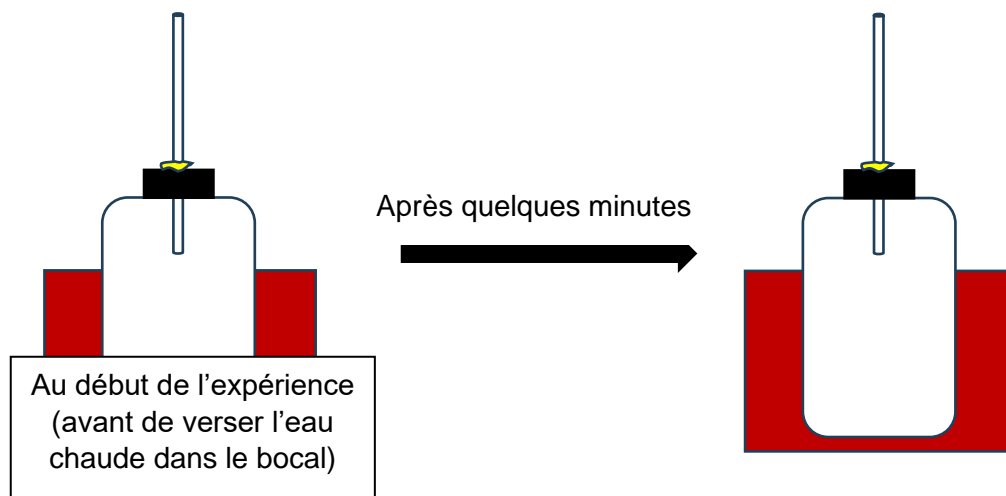 Après quelques minutes
Au début de l’expérience
(avant de verser l’eau
chaude dans le bocal)